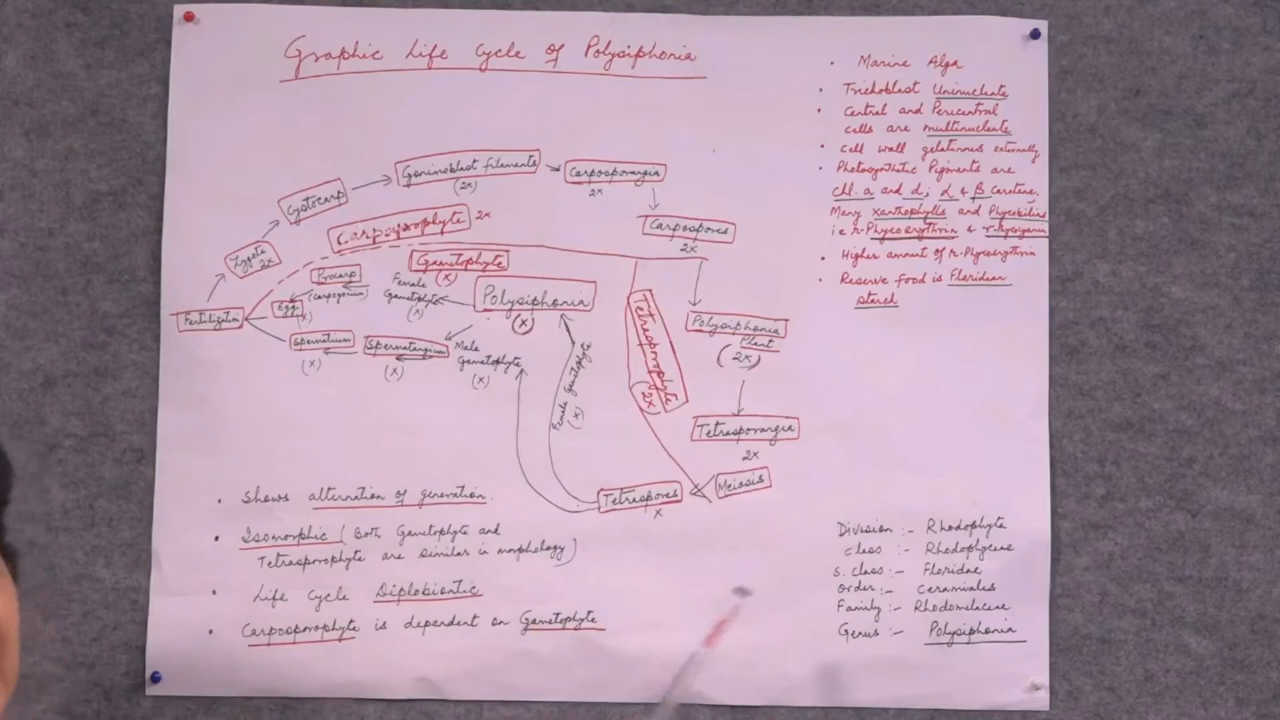 Graphic Life Cycle of Polysiphonia
Gonimoblast filaments
(2x)
Carposporangia
2x
Cystocarp
Carposporophyte 2x
Carpospores
2x
Zygote
2x
Gametophyte
(x)
Procarp
(carpogonium)
Female
Gametophyte
(x)
Polysiphonia
(x)
Egg
(x)
Fertilization
Spermatium
(x)
Spermatangium
(x)
Male
Gametophyte
(x)
Female Gametophyte
(x)
Tetrasporophyte
(2x)
Polysiphonia
Plant
(2x)
Tetrasporangia
2x
Meiosis
Tetraspores
x
• Shows alternation of generation.
• Isomorphic (Both Gametophyte and
Tetrasporophyte are similar in morphology)
• Life Cycle Diplobiontic
• Carposporophyte is dependent on Gametophyte
• Marine Alga
• Trichoblast Uninucleate
• Central and Pericentral
cells are multinucleate
• Cell wall gelatinous externally
• Photosynthetic Pigments are
chl. a and d; α & β Carotene.
Many xanthophylls and Phycobilins
i.e r-Phycoerythrin & r-Phycocyanin
• Higher amount of r-Phycoerythrin
• Reserve food is Floridean
starch
Division :- Rhodophyta
Class :- Rhodophyceae
S. class :- Floridae
Order :- Ceramiales
Family :- Rhodomelaceae
Genus :- Polysiphonia